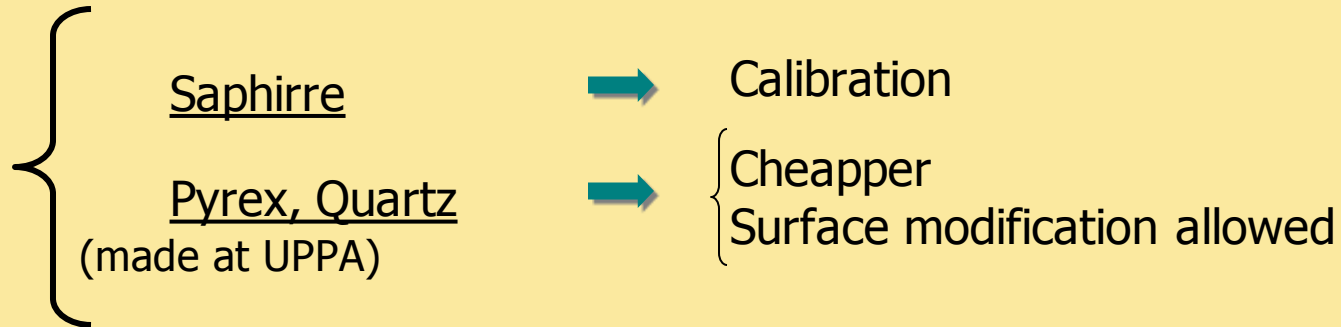 Saphirre
Calibration
Pyrex, Quartz
(made at UPPA)
Cheapper
Surface modification allowed